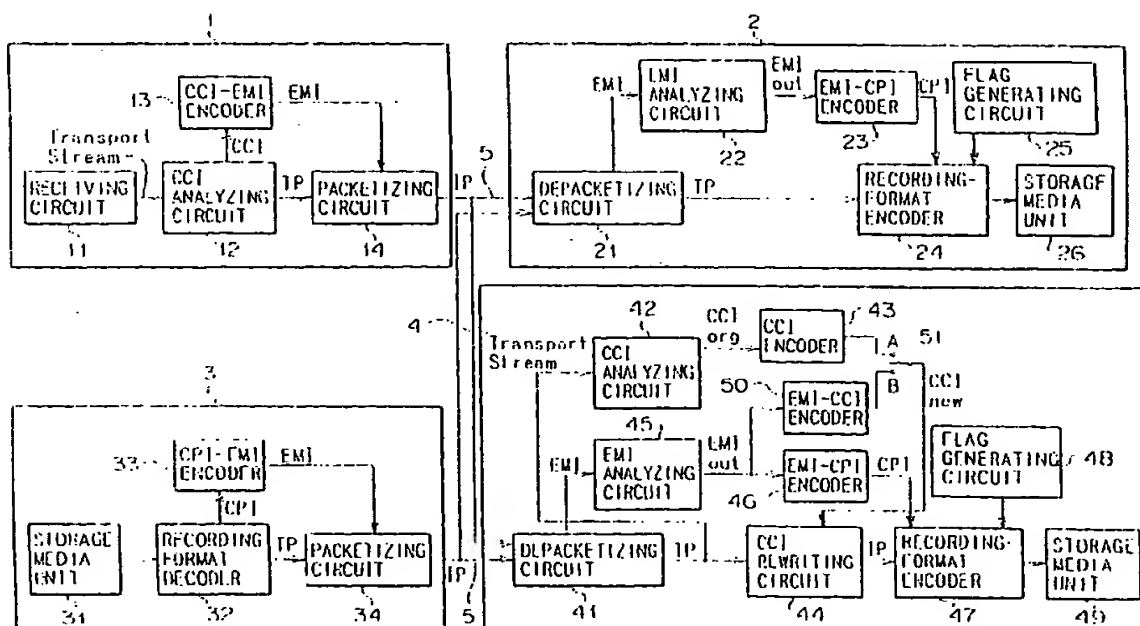 1
13
CCI-EMI
ENCODER
EMI
Transport
Stream
CCI
RECEIVING
CIRCUIT
CCI
ANALYZING
CIRCUIT
TP
PACKETIZING
CIRCUIT
TP
5
11
12
14
2
EMI
EMI
ANALYZING
CIRCUIT
EMI
out
EMI-CPI
ENCODER
CPI
FLAG
GENERATING
CIRCUIT
22
23
25
DEPACKETIZING
CIRCUIT
TP
RECORDING-
FORMAT
ENCODER
STORAGE
MEDIA
UNIT
21
24
26
3
33
CPI-EMI
ENCODER
EMI
CPI
STORAGE
MEDIA
UNIT
RECORDING
FORMAT
DECODER
TP
PACKETIZING
CIRCUIT
TP
5
31
32
34
4
42
Transport
Stream
CCI
ANALYZING
CIRCUIT
CCI
org
CCI
ENCODER
43
A
51
B
CCI
new
50
EMI-CCI
ENCODER
45
EMI
EMI
ANALYZING
CIRCUIT
EMI
out
EMI-CPI
ENCODER
CPI
46
FLAG
GENERATING
CIRCUIT
48
DEPACKETIZING
CIRCUIT
TP
CCI
REWRITING
CIRCUIT
TP
RECORDING-
FORMAT
ENCODER
STORAGE
MEDIA
UNIT
41
44
47
49